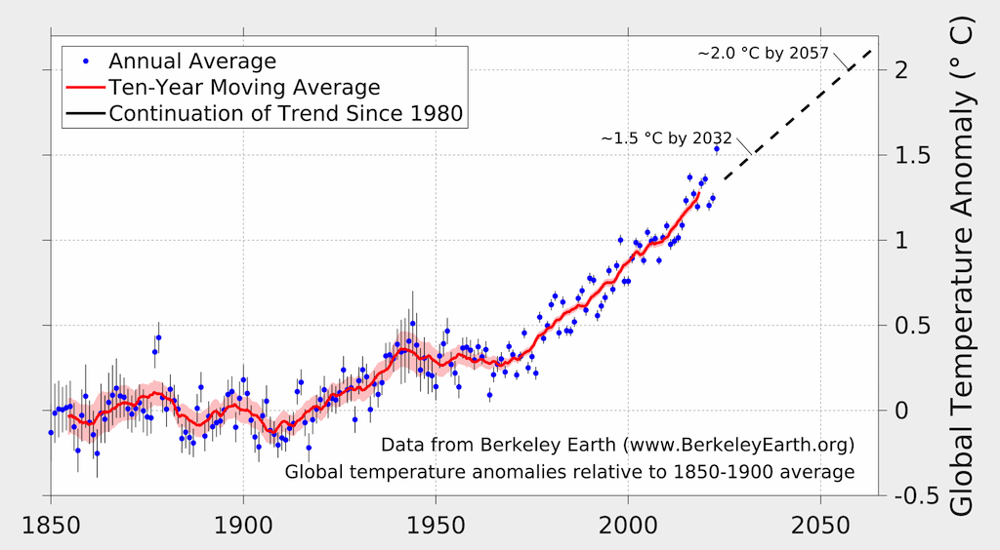 Annual Average
Ten-Year Moving Average
Continuation of Trend Since 1980
~2.0 °C by 2057
~1.5 °C by 2032
Data from Berkeley Earth (www.BerkeleyEarth.org)
Global temperature anomalies relative to 1850-1900 average
2
1.5
1
0.5
0
-0.5
Global Temperature Anomaly (° C)
1850 1900 1950 2000 2050